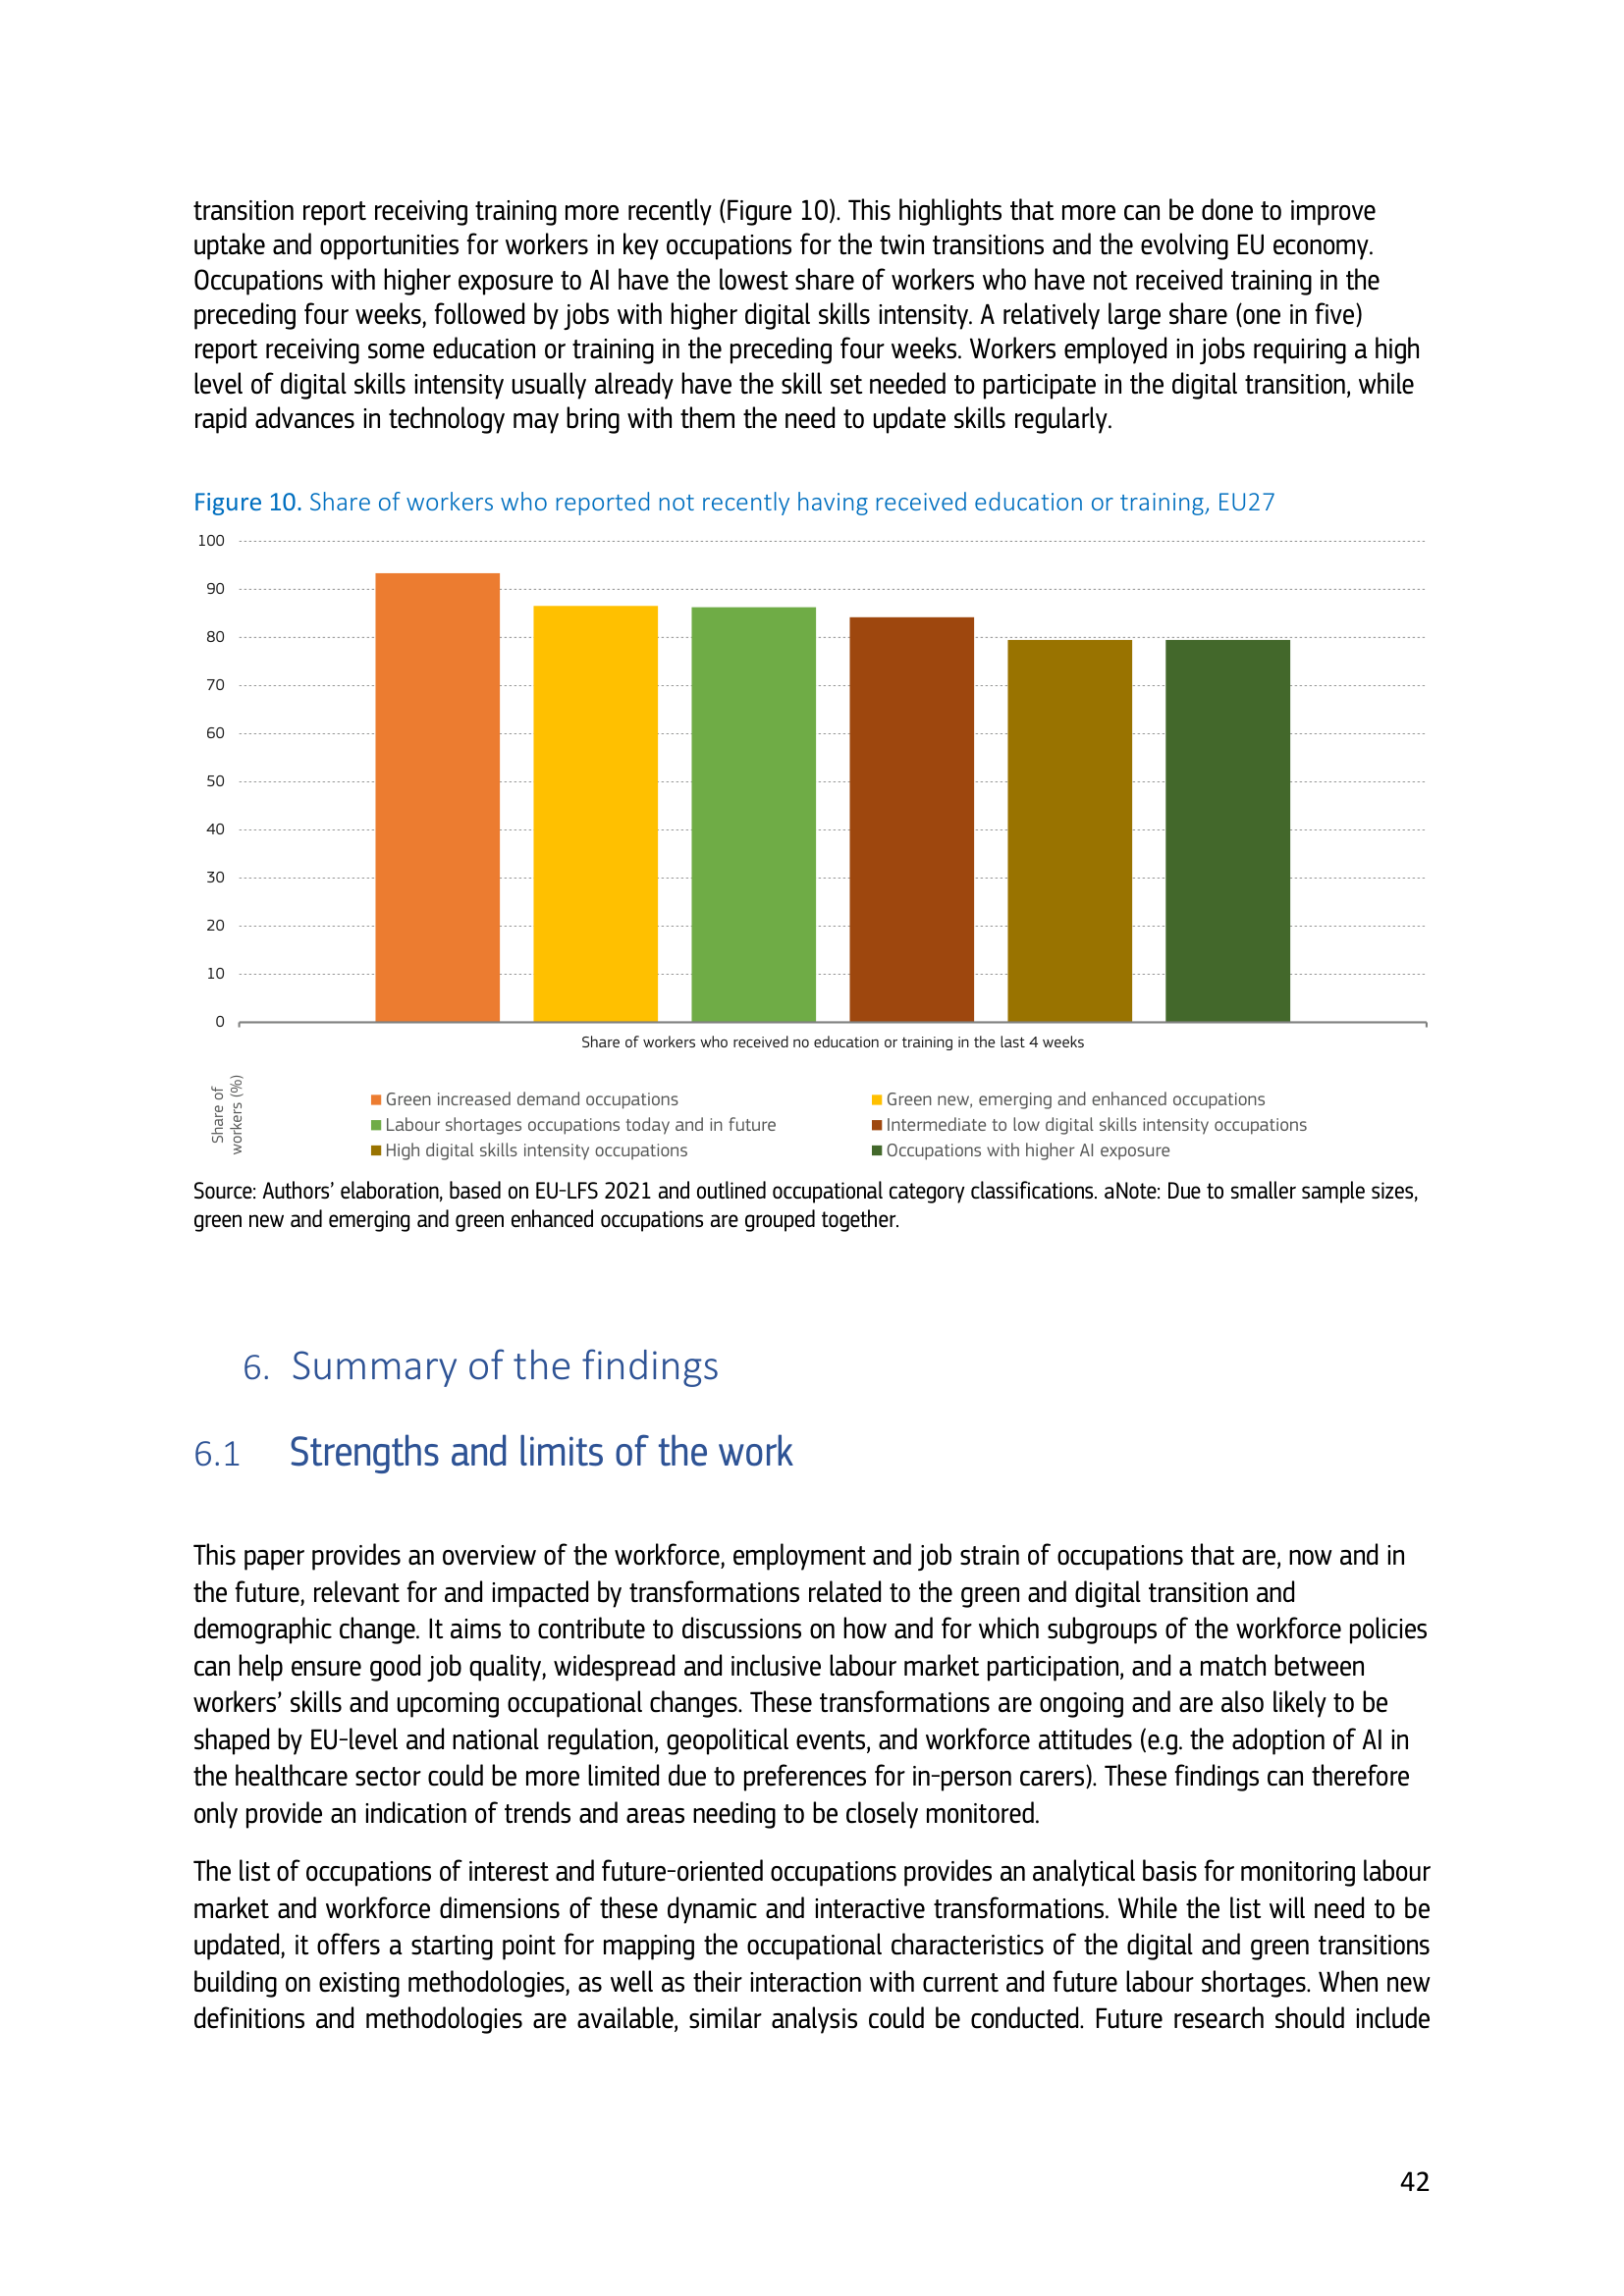 transition report receiving training more recently (Figure 10). This highlights that more can be done to improve
uptake and opportunities for workers in key occupations for the twin transitions and the evolving EU economy.
Occupations with higher exposure to AI have the lowest share of workers who have not received training in the
preceding four weeks, followed by jobs with higher digital skills intensity. A relatively large share (one in five)
report receiving some education or training in the preceding four weeks. Workers employed in jobs requiring a high
level of digital skills intensity usually already have the skill set needed to participate in the digital transition, while
rapid advances in technology may bring with them the need to update skills regularly.
Figure 10. Share of workers who reported not recently having received education or training, EU27
100
90
80
70
60
50
40
30
20
10
0
Share of workers who received no education or training in the last 4 weeks
Share of
workers (%)
Green increased demand occupations
Green new, emerging and enhanced occupations
Labour shortages occupations today and in future
Intermediate to low digital skills intensity occupations
High digital skills intensity occupations
Occupations with higher AI exposure
Source: Authors’ elaboration, based on EU-LFS 2021 and outlined occupational category classifications. aNote: Due to smaller sample sizes,
green new and emerging and green enhanced occupations are grouped together.
6. Summary of the findings
6.1 Strengths and limits of the work
This paper provides an overview of the workforce, employment and job strain of occupations that are, now and in
the future, relevant for and impacted by transformations related to the green and digital transition and
demographic change. It aims to contribute to discussions on how and for which subgroups of the workforce policies
can help ensure good job quality, widespread and inclusive labour market participation, and a match between
workers’ skills and upcoming occupational changes. These transformations are ongoing and are also likely to be
shaped by EU-level and national regulation, geopolitical events, and workforce attitudes (e.g. the adoption of AI in
the healthcare sector could be more limited due to preferences for in-person carers). These findings can therefore
only provide an indication of trends and areas needing to be closely monitored.
The list of occupations of interest and future-oriented occupations provides an analytical basis for monitoring labour
market and workforce dimensions of these dynamic and interactive transformations. While the list will need to be
updated, it offers a starting point for mapping the occupational characteristics of the digital and green transitions
building on existing methodologies, as well as their interaction with current and future labour shortages. When new
definitions and methodologies are available, similar analysis could be conducted. Future research should include
42